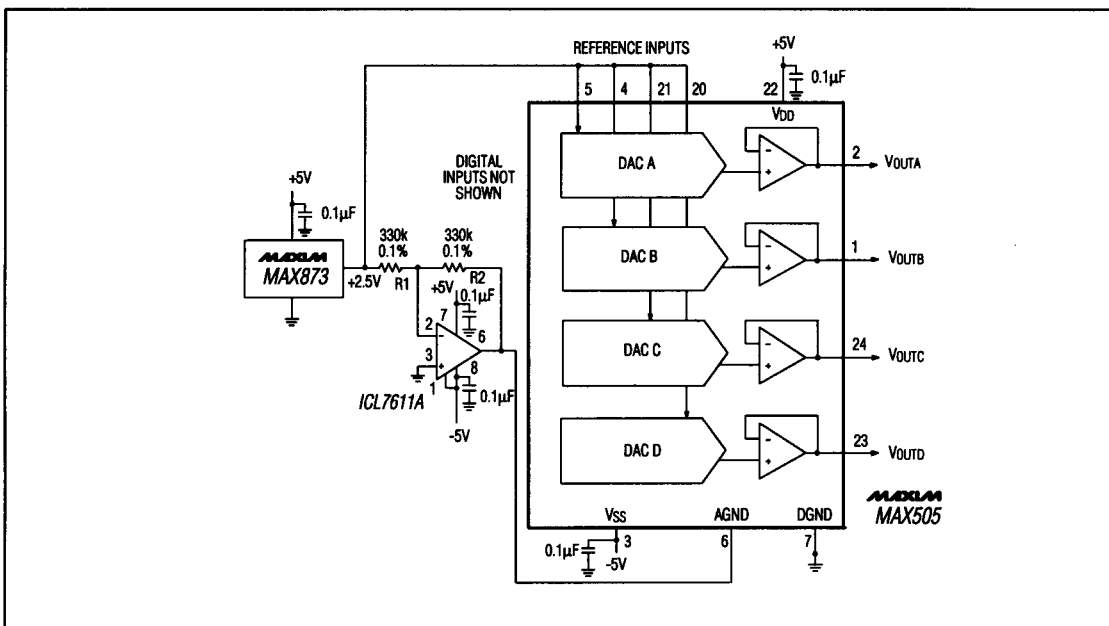 REFERENCE INPUTS
+5V
0.1µF
5
4
21
20
22
VDD
DIGITAL
INPUTS NOT
SHOWN
DAC A
-
+
2
VOUTA
+5V
0.1µF
MAXIM
MAX873
+2.5V
330k
0.1%
R1
330k
0.1%
R2
DAC B
-
+
1
VOUTB
+5V
0.1µF
7
2
-
6
3
+
8
1
0.1µF
ICL7611A
-5V
DAC C
-
+
24
VOUTC
DAC D
-
+
23
VOUTD
MAXIM
MAX505
VSS
AGND
DGND
0.1µF
3
-5V
6
7